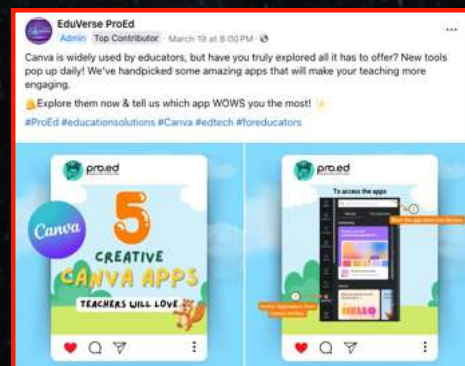 EduVerse ProEd
Admin Top Contributor · March 19 at 8:00 PM ·
Canva is widely used by educators, but have you truly explored all it has to offer? New tools
pop up daily! We've handpicked some amazing apps that will make your teaching more
engaging.
🔔Explore them now & tell us which app WOWS you the most! ✨
#ProEd #educationsolutions #Canva #edtech #foreducators
pro.ed
Canva
5
CREATIVE
CANVA APPS
TEACHERS WILL LOVE
pro.ed
To access the apps